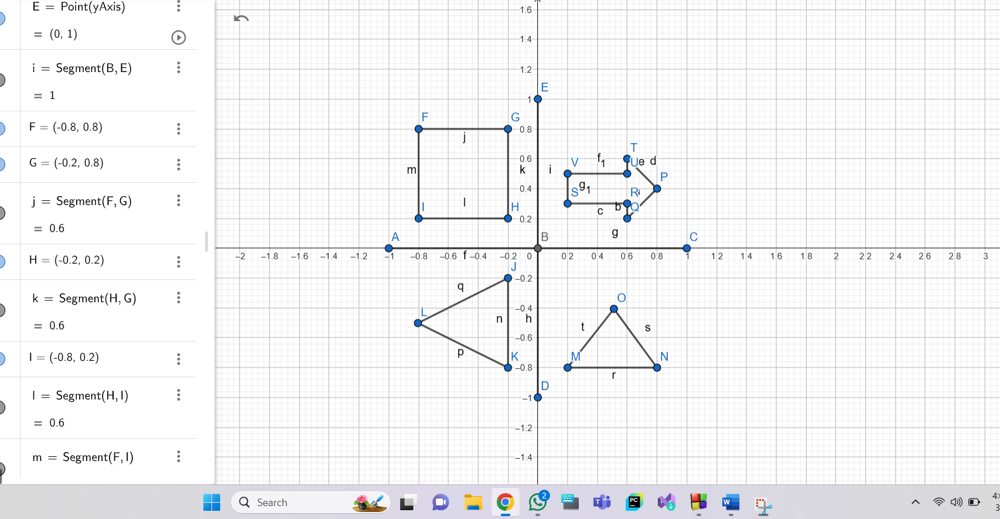 E = Point(yAxis)
= (0, 1)
i = Segment(B, E)
= 1
F = (-0.8, 0.8)
G = (-0.2, 0.8)
j = Segment(F, G)
= 0.6
H = (-0.2, 0.2)
k = Segment(H, G)
= 0.6
I = (-0.8, 0.2)
l = Segment(H, I)
= 0.6
m = Segment(F, I)
1.6
1.4
1.2
E
1
F G
0.8
j
T
0.6
V f₁ U e d
m k i
P
0.4
S g₁ R
l b Q
I H c
0.2
g
A B C
−2 −1.8 −1.6 −1.4 −1.2 −1 −0.8 −0.6 f −0.4 −0.2 0 0.2 0.4 0.6 0.8 1 1.2 1.4 1.6 1.8 2 2.2 2.4 2.6 2.8 3
J
−0.2
q
O
−0.4
L
n h
t s
−0.6
p
K M N
−0.8
r
D
−1
−1.2
−1.4
Search
2
PC
W